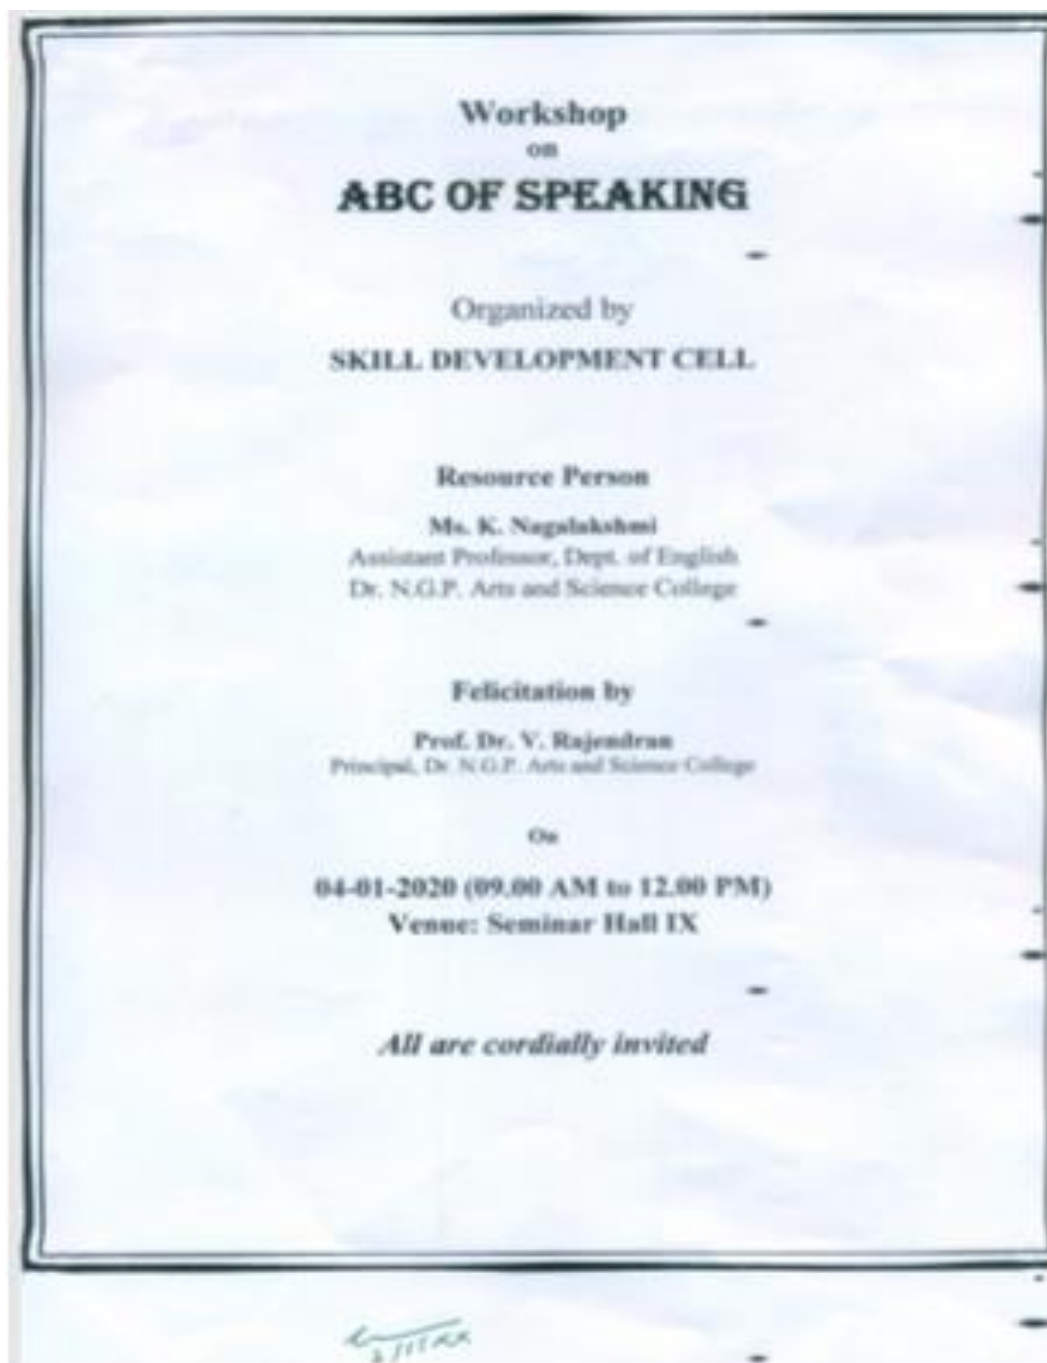 Workshop
on
ABC OF SPEAKING
Organized by
SKILL DEVELOPMENT CELL
Resource Person
Ms. K. Nagalakshmi
Assistant Professor, Dept. of English
Dr. N.G.P. Arts and Science College
Felicitation by
Prof. Dr. V. Rajendran
Principal, Dr. N.G.P. Arts and Science College
On
04-01-2020 (09.00 AM to 12.00 PM)
Venue: Seminar Hall IX
All are cordially invited